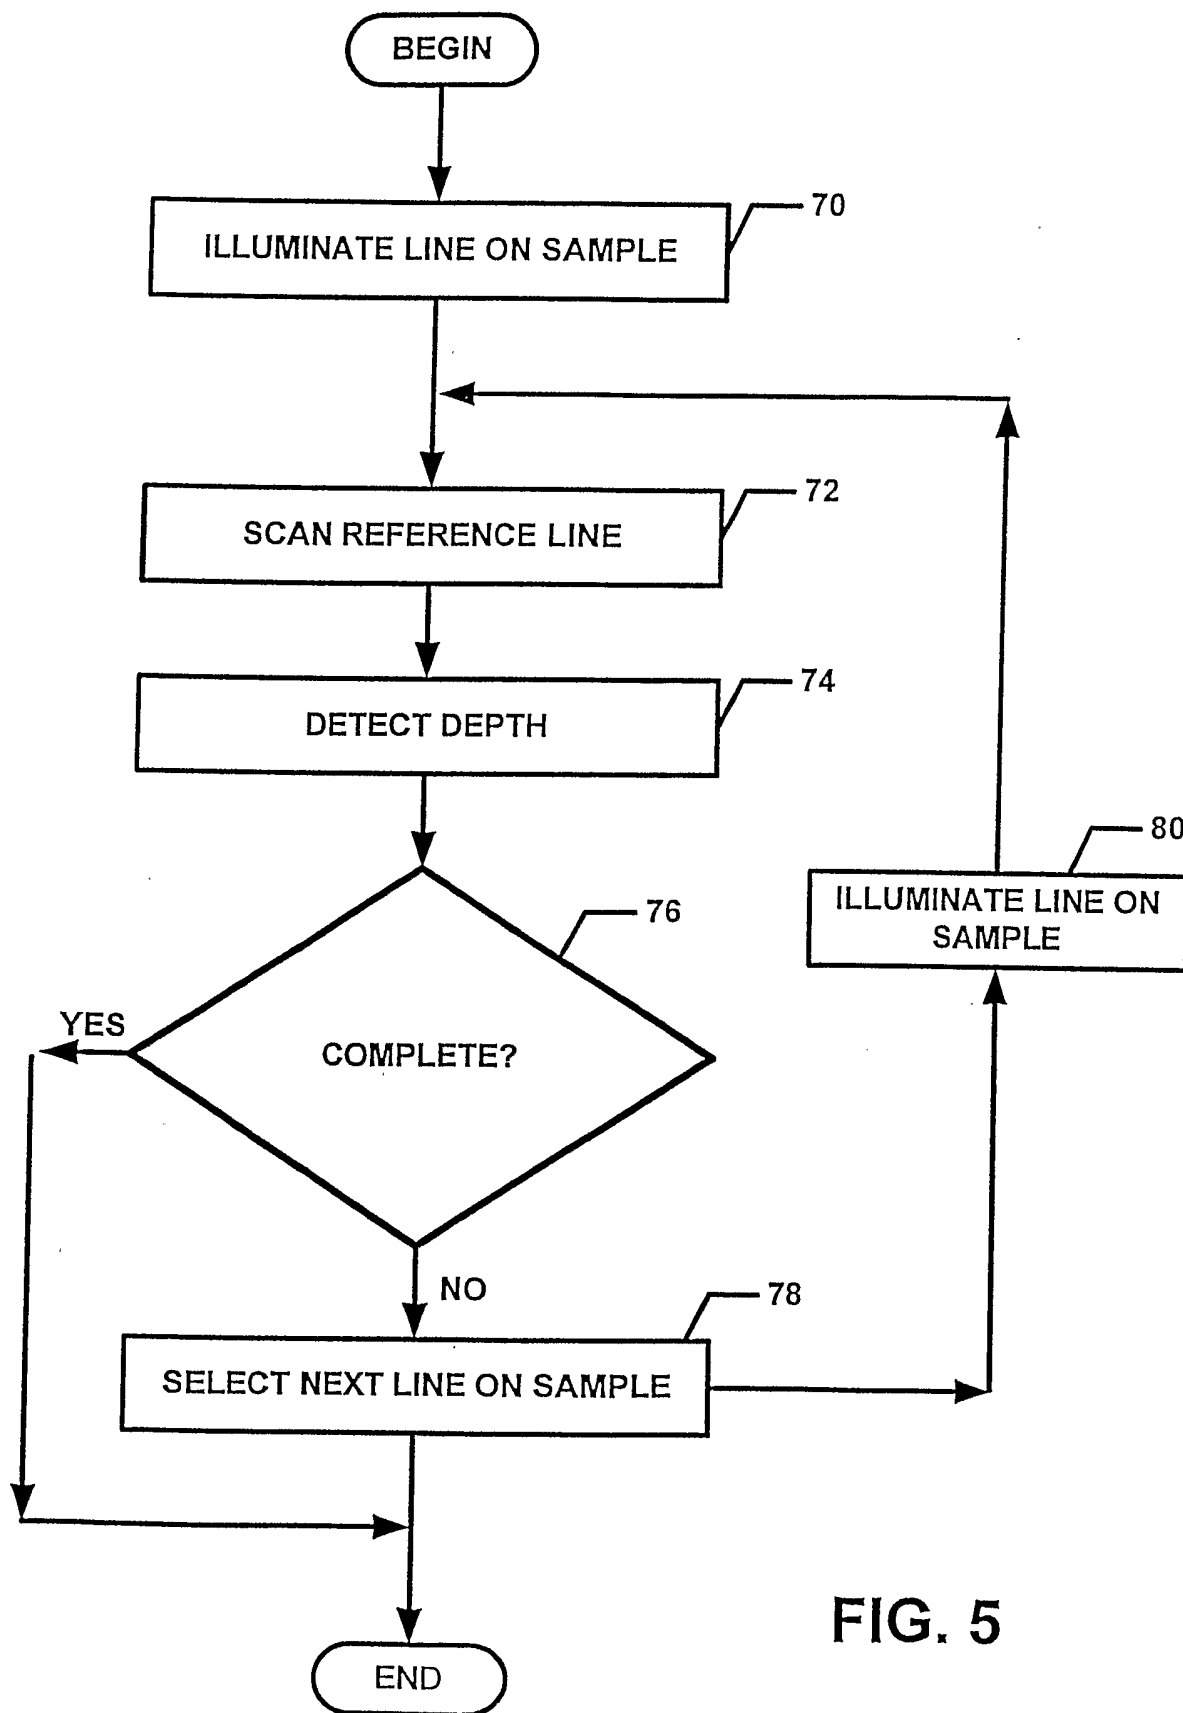 BEGIN
70
ILLUMINATE LINE ON SAMPLE
72
SCAN REFERENCE LINE
74
DETECT DEPTH
80
ILLUMINATE LINE ON
SAMPLE
76
YES
COMPLETE?
NO
78
SELECT NEXT LINE ON SAMPLE
FIG. 5
END